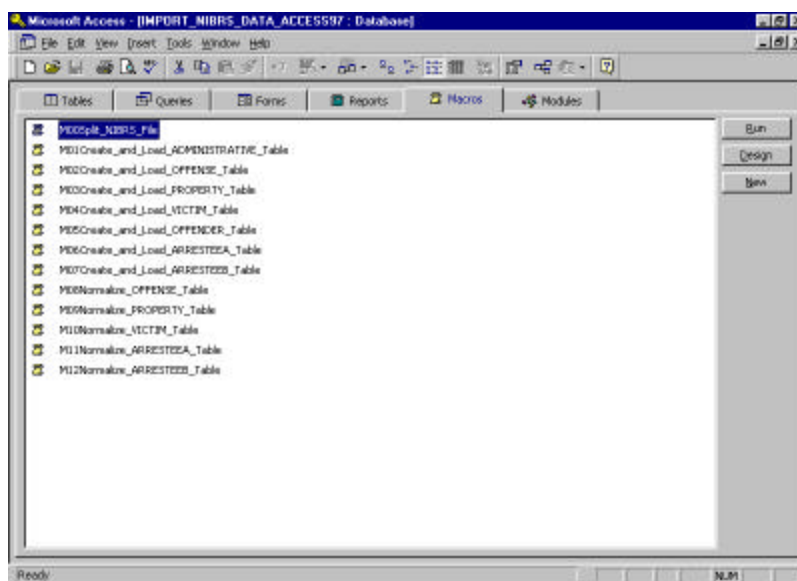 Microsoft Access - [IMPORT_NIBRS_DATA_ACCESS97 : Database]
File Edit View Insert Tools Window Help
Tables Queries Forms Reports Macros Modules
M00Split_NIBRS_File
M01Create_and_Load_ADMINISTRATIVE_Table
M02Create_and_Load_OFFENSE_Table
M03Create_and_Load_PROPERTY_Table
M04Create_and_Load_VICTIM_Table
M05Create_and_Load_OFFENDER_Table
M06Create_and_Load_ARRESTEEA_Table
M07Create_and_Load_ARRESTEEB_Table
M08Normalize_OFFENSE_Table
M09Normalize_PROPERTY_Table
M10Normalize_VICTIM_Table
M11Normalize_ARRESTEEA_Table
M12Normalize_ARRESTEEB_Table
Run
Design
New
Ready NUM